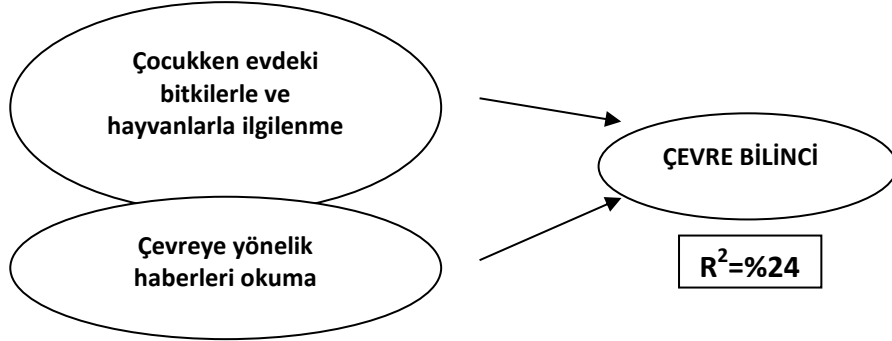 Çocukken evdeki
bitkilerle ve
hayvanlarla ilgilenme
ÇEVRE BİLİNCİ
Çevreye yönelik
haberleri okuma
R²=%24